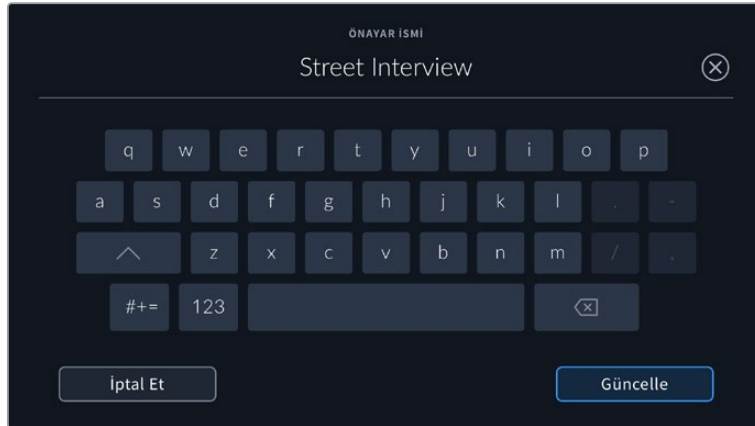 ÖNAYAR İSMİ
Street Interview
q w e r t y u i o p
a s d f g h j k l . -
z x c v b n m / ,
#+= 123
İptal Et Güncelle